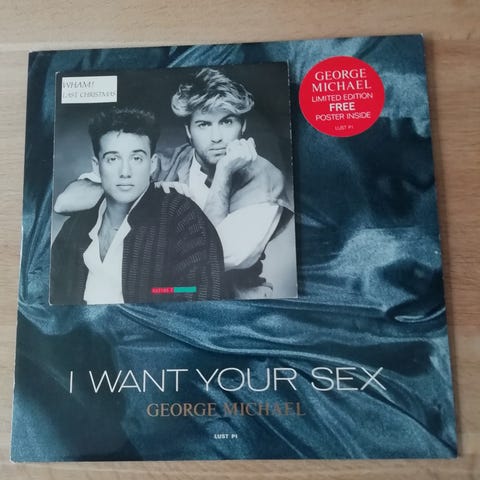 WHAM!
LAST CHRISTMAS
GEORGE
MICHAEL
LIMITED EDITION
FREE
POSTER INSIDE
LUST P1
I WANT YOUR SEX
GEORGE MICHAEL
LUST P1